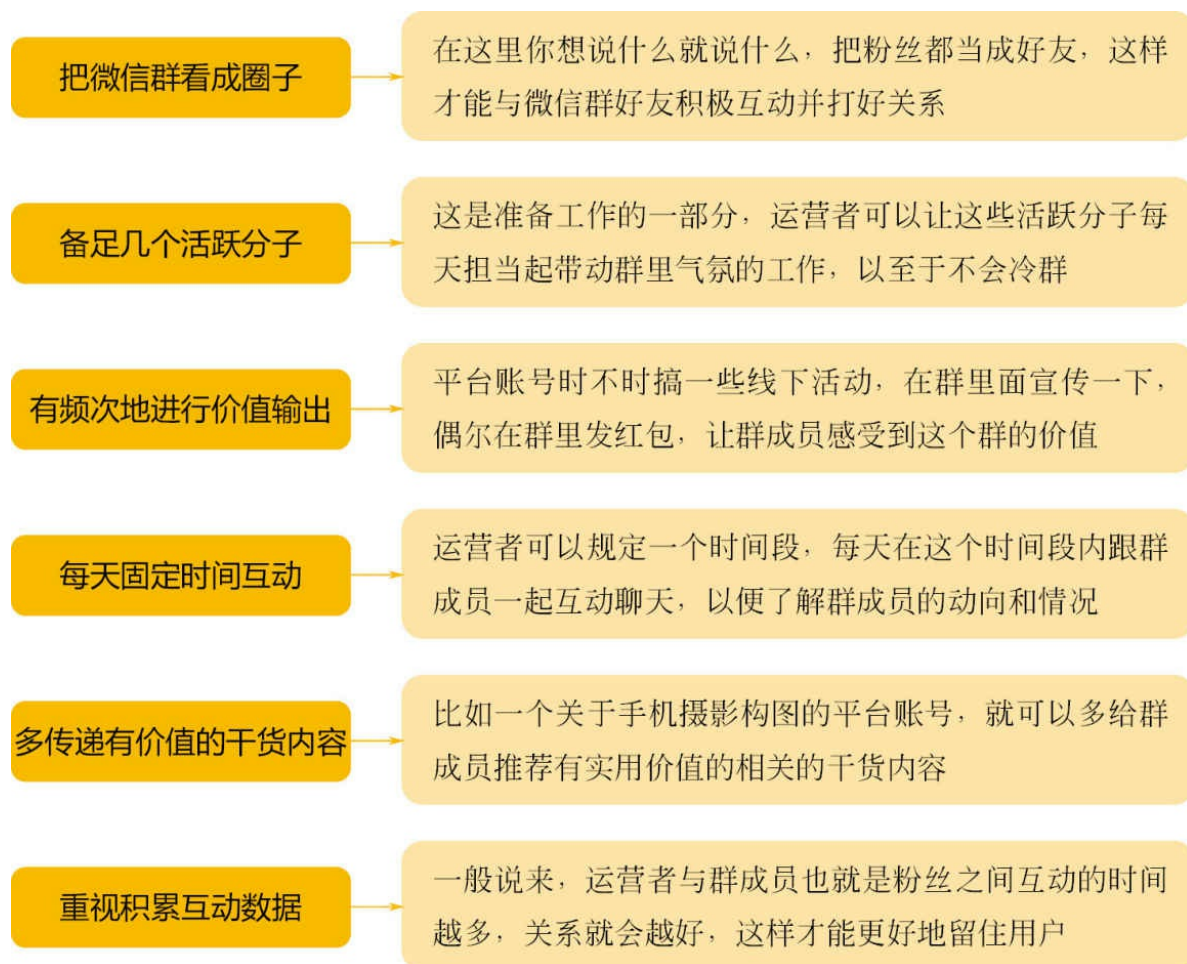 把微信群看成圈子
在这里你想说什么就说什么，把粉丝都当成好友，这样
才能与微信群好友积极互动并打好关系
备足几个活跃分子
这是准备工作的一部分，运营者可以让这些活跃分子每
天担当起带动群里气氛的工作，以至于不会冷群
有频次地进行价值输出
平台账号时不时搞一些线下活动，在群里面宣传一下，
偶尔在群里发红包，让群成员感受到这个群的价值
每天固定时间互动
运营者可以规定一个时间段，每天在这个时间段内跟群
成员一起互动聊天，以便了解群成员的动向和情况
多传递有价值的干货内容
比如一个关于手机摄影构图的平台账号，就可以多给群
成员推荐有实用价值的相关的干货内容
重视积累互动数据
一般说来，运营者与群成员也就是粉丝之间互动的时间
越多，关系就会越好，这样才能更好地留住用户